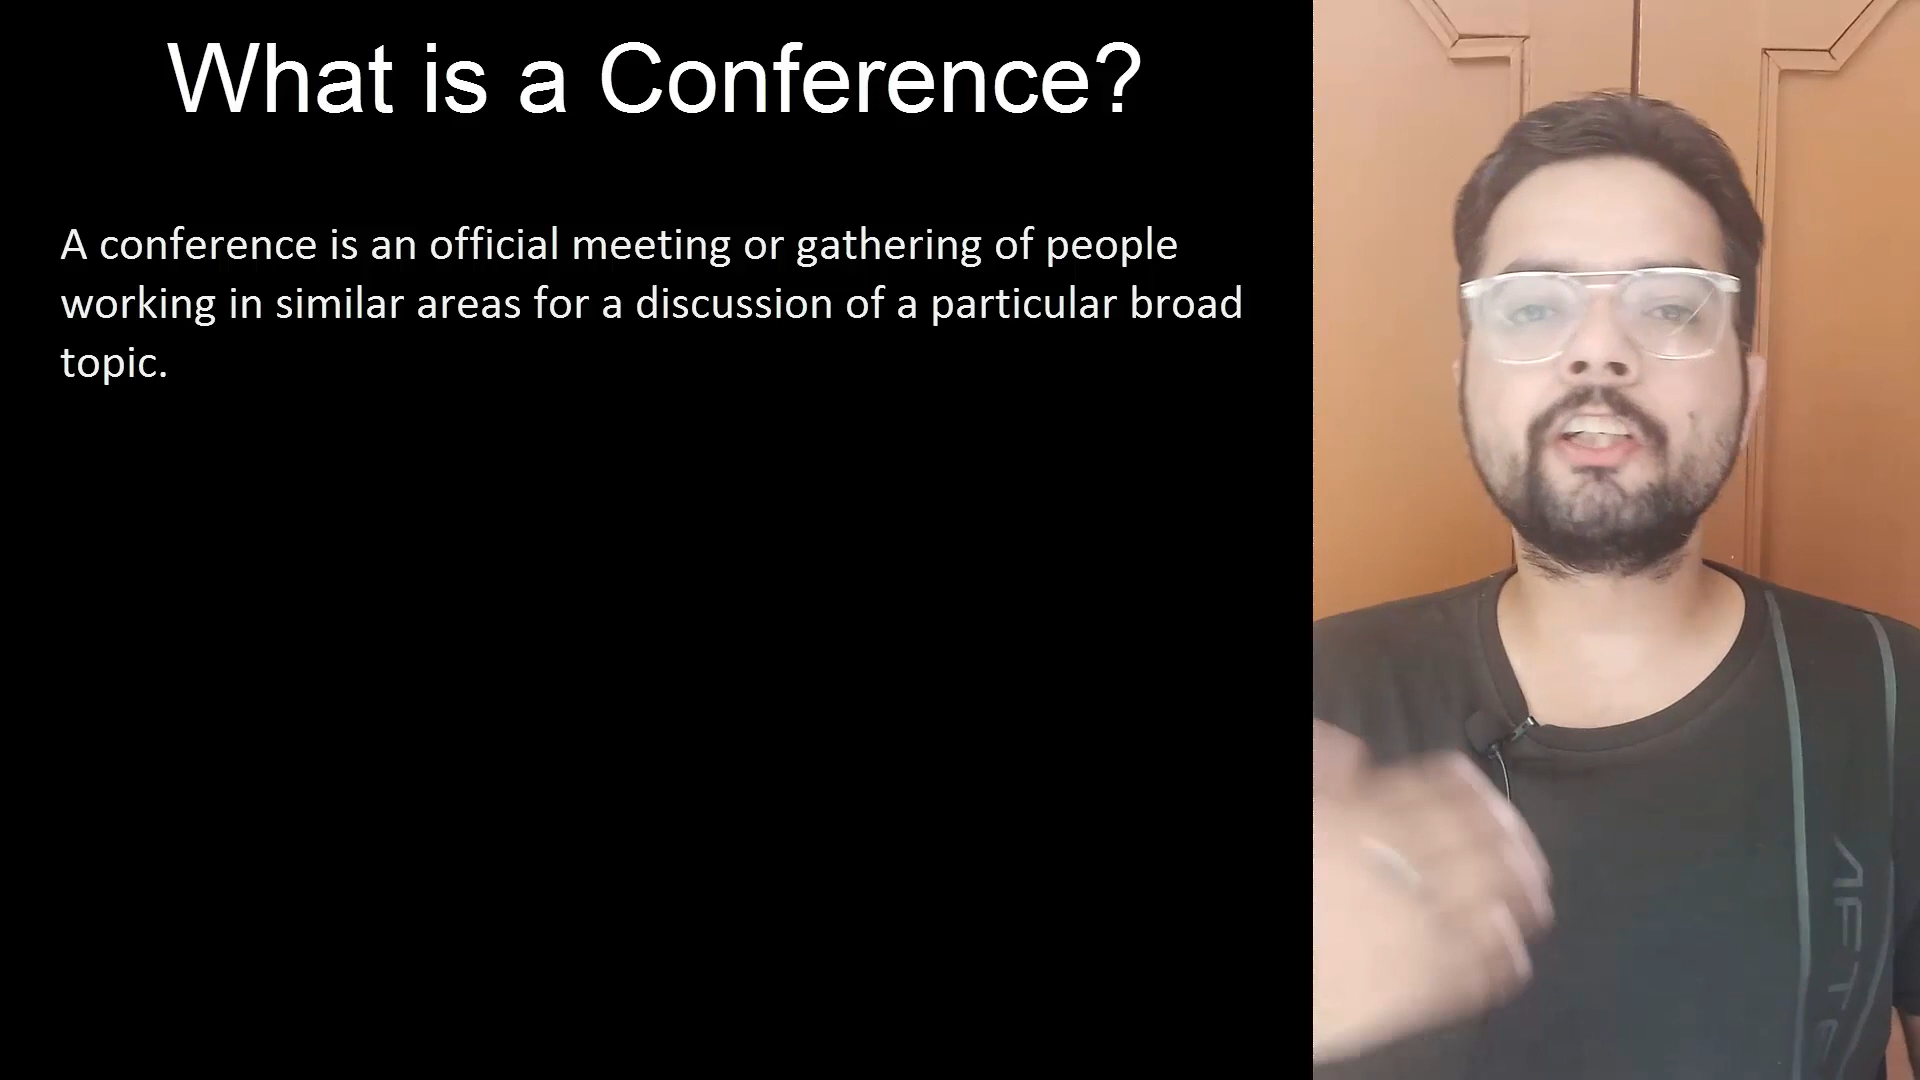 What is a Conference?
A conference is an official meeting or gathering of people
working in similar areas for a discussion of a particular broad
topic.